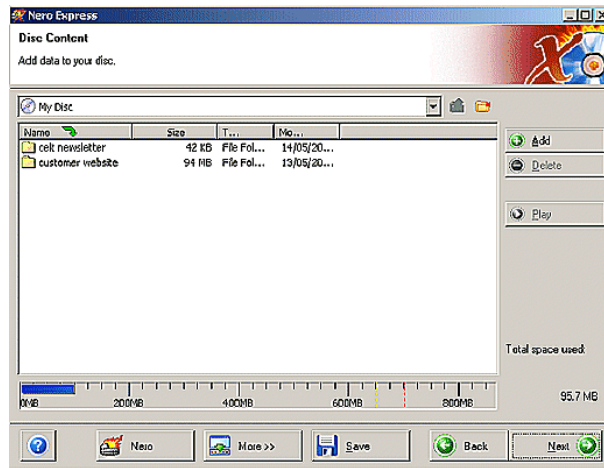 Nero Express
Disc Content
Add data to your disc.
My Disc
Name Size T... Mo...
celt newsletter 42 KB File Fol... 14/05/20...
customer website 94 MB File Fol... 13/05/20...
Add
Delete
Play
Total space used:
0MB 200MB 400MB 600MB 800MB
95.7 MB
Nero More >> Save Back Next